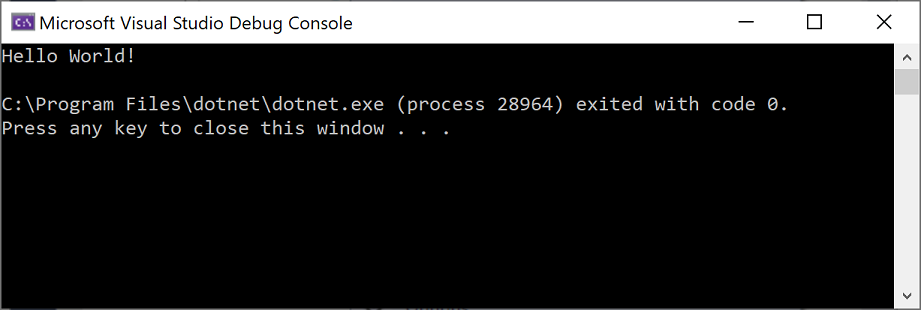 Microsoft Visual Studio Debug Console
Hello World!
C:\Program Files\dotnet\dotnet.exe (process 28964) exited with code 0.
Press any key to close this window . . .